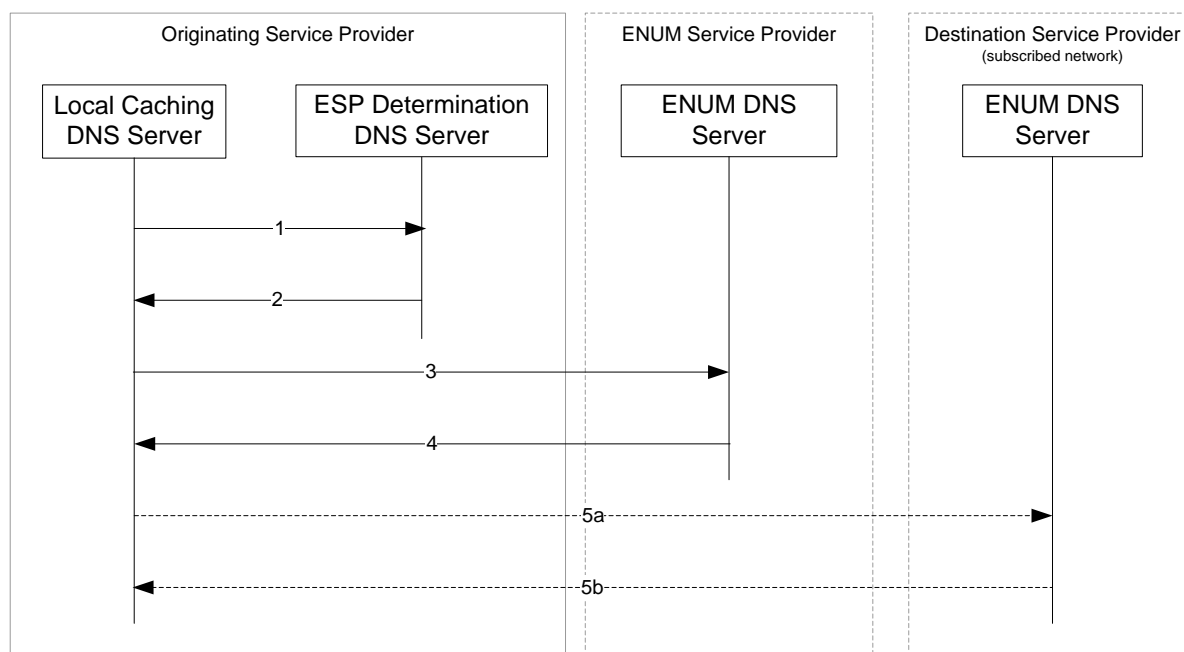 Originating Service Provider
ENUM Service Provider
Destination Service Provider
(subscribed network)
Local Caching
DNS Server
ESP Determination
DNS Server
ENUM DNS
Server
ENUM DNS
Server
1
2
3
4
5a
5b